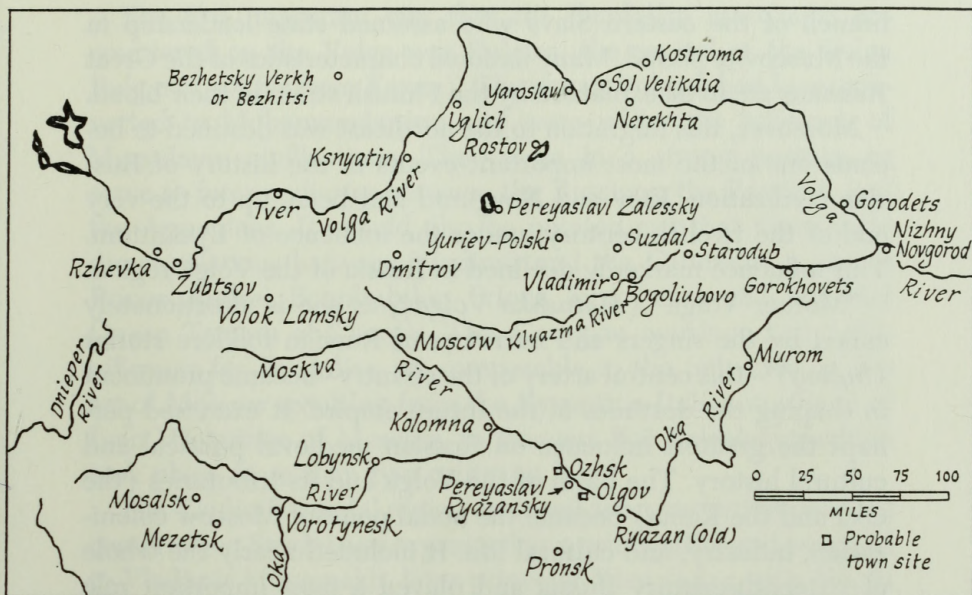 Kostroma
Bezhetsky Verkh
or Bezhitsi
Yaroslavl
Sol Velikaia
Uglich
Nerekhta
Rostov
Ksnyatin
Volga
Gorodets
Tver
Volga River
Pereyaslavl Zalessky
Nizhny
Novgorod
Yuriev-Polski
Suzdal
Starodub
Rzhevka
Dmitrov
Zubtsov
Vladimir
Bogoliubovo
Gorokhovets
River
Volok Lamsky
Klyazma River
Moscow
Dnieper
River
Moskva
River
Murom
River
Kolomna
Oka
Lobynsk
Ozhsk
0 25 50 75 100
MILES
Mosalsk
River
Pereyaslavl
Ryazansky
Olgov
Vorotynesk
Mezetsk
Ryazan (Old)
Probable
town site
Oka
Pronsk